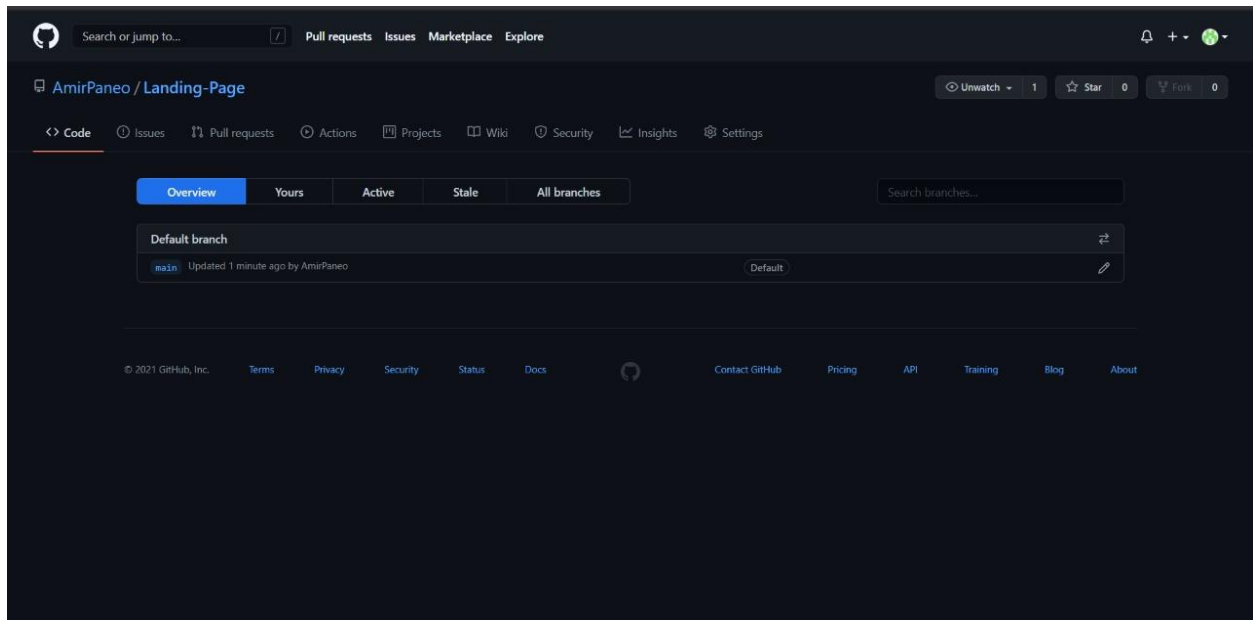 Search or jump to... / Pull requests Issues Marketplace Explore
AmirPaneo / Landing-Page Unwatch 1 Star 0 Fork 0
<> Code Issues Pull requests Actions Projects Wiki Security Insights Settings
Overview Yours Active Stale All branches Search branches...
Default branch
main Updated 1 minute ago by AmirPaneo Default
© 2021 GitHub, Inc. Terms Privacy Security Status Docs Contact GitHub Pricing API Training Blog About